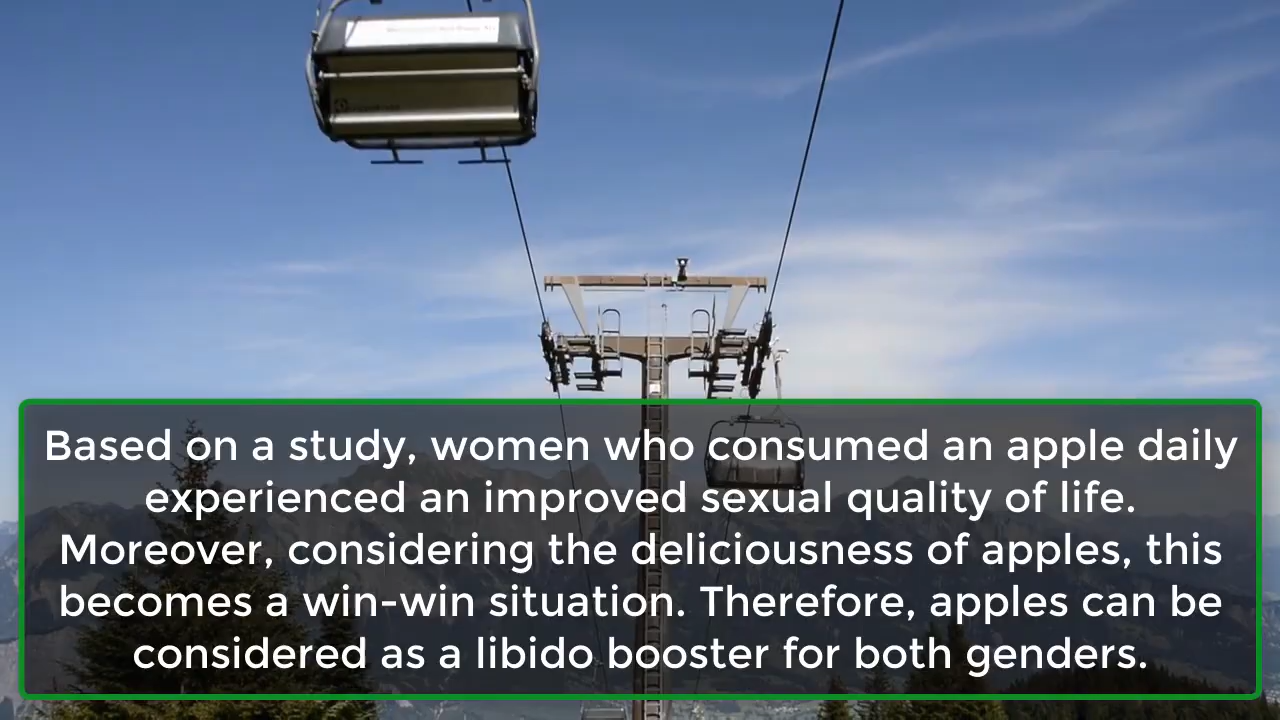 Based on a study, women who consumed an apple daily
experienced an improved sexual quality of life.
Moreover, considering the deliciousness of apples, this
becomes a win-win situation. Therefore, apples can be
considered as a libido booster for both genders.